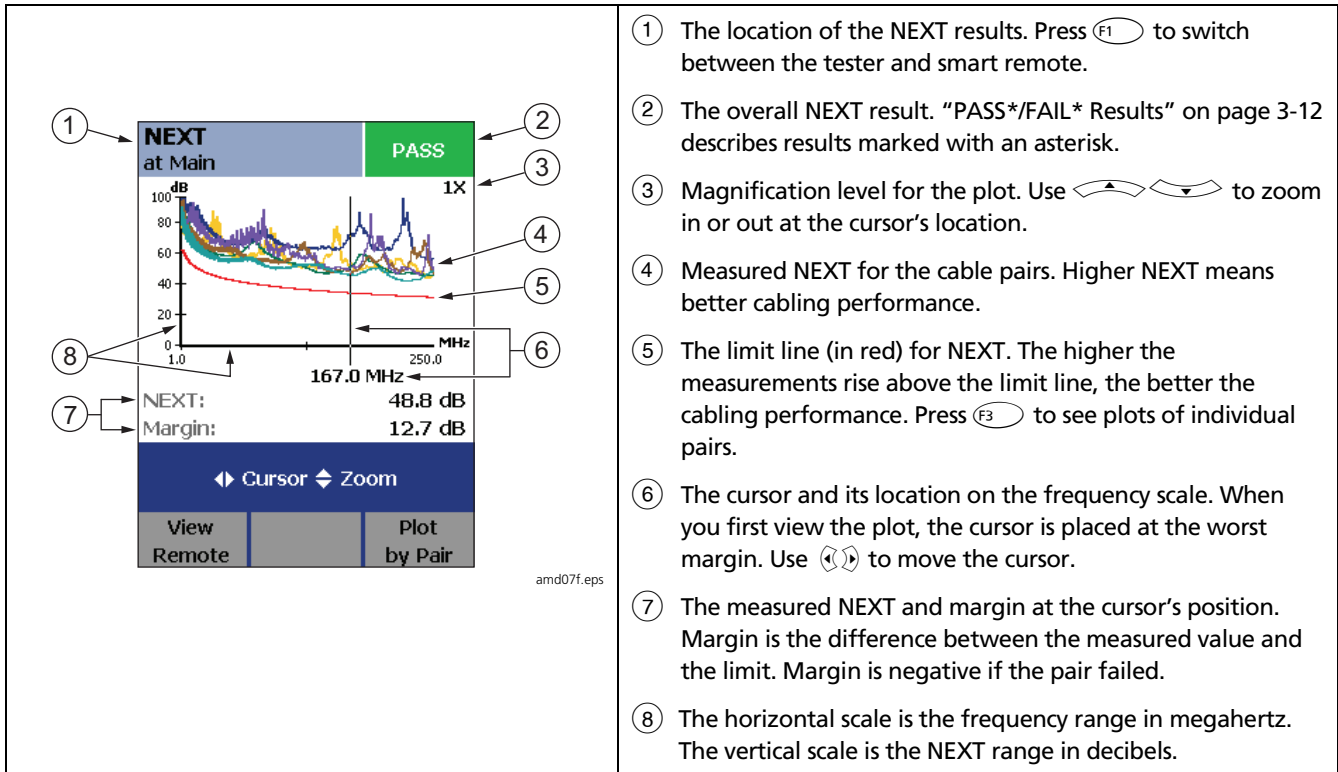 1
NEXT
at Main
PASS
2
3
1X
dB
100
80
60
40
20
0
4
5
MHz
1.0
250.0
167.0 MHz
6
8
7
NEXT:
48.8 dB
Margin:
12.7 dB
Cursor Zoom
View
Remote
Plot
by Pair
amd07f.eps
1 The location of the NEXT results. Press F1 to switch
between the tester and smart remote.
2 The overall NEXT result. “PASS*/FAIL* Results” on page 3-12
describes results marked with an asterisk.
3 Magnification level for the plot. Use to zoom
in or out at the cursor’s location.
4 Measured NEXT for the cable pairs. Higher NEXT means
better cabling performance.
5 The limit line (in red) for NEXT. The higher the
measurements rise above the limit line, the better the
cabling performance. Press F3 to see plots of individual
pairs.
6 The cursor and its location on the frequency scale. When
you first view the plot, the cursor is placed at the worst
margin. Use to move the cursor.
7 The measured NEXT and margin at the cursor’s position.
Margin is the difference between the measured value and
the limit. Margin is negative if the pair failed.
8 The horizontal scale is the frequency range in megahertz.
The vertical scale is the NEXT range in decibels.